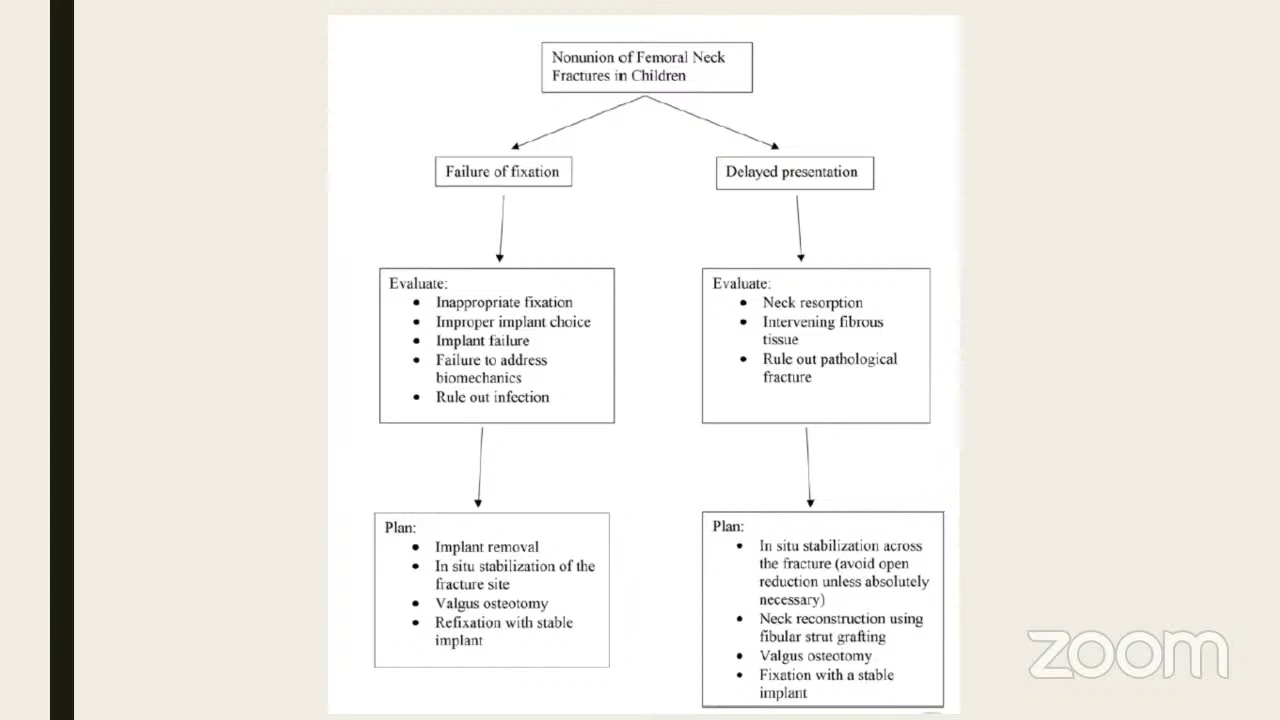 Nonunion of Femoral Neck
Fractures in Children
Failure of fixation
Delayed presentation
Evaluate:
• Inappropriate fixation
• Improper implant choice
• Implant failure
• Failure to address
biomechanics
• Rule out infection
Evaluate:
• Neck resorption
• Intervening fibrous
tissue
• Rule out pathological
fracture
Plan:
• Implant removal
• In situ stabilization of the
fracture site
• Valgus osteotomy
• Refixation with stable
implant
Plan:
• In situ stabilization across
the fracture (avoid open
reduction unless absolutely
necessary)
• Neck reconstruction using
fibular strut grafting
• Valgus osteotomy
• Fixation with a stable
implant
zoom